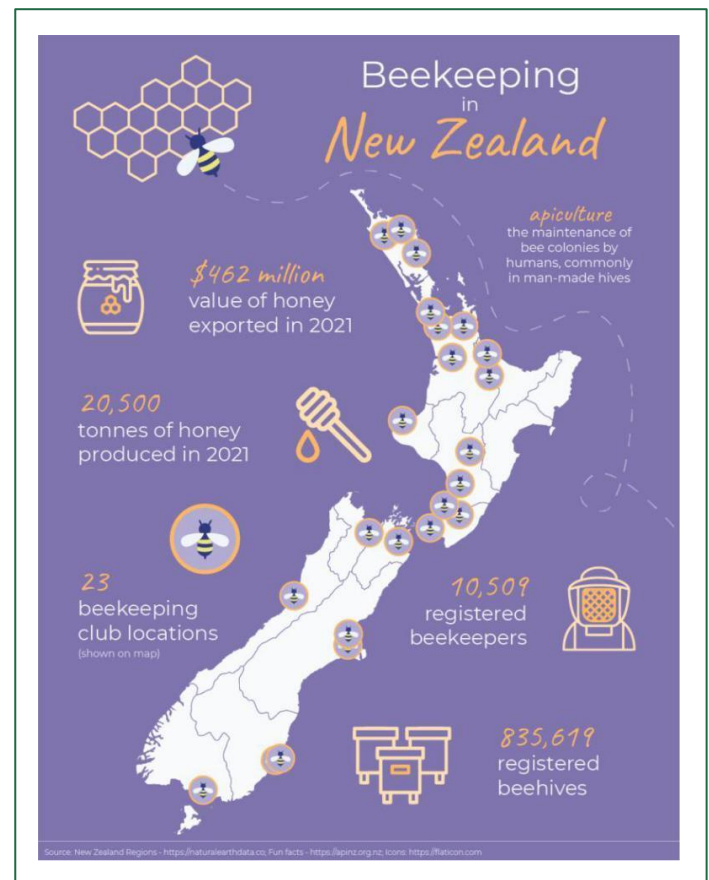 Beekeeping
in
New Zealand
apiculture
the maintenance of
bee colonies by
humans, commonly
in man-made hives
$462 million
value of honey
exported in 2021
20,500
tonnes of honey
produced in 2021
23
beekeeping
club locations
(shown on map)
10,509
registered
beekeepers
835,619
registered
beehives
Source: New Zealand Regions - https://naturalearthdata.co; Fun facts - https://apinz.org.nz; Icons: https://flaticon.com